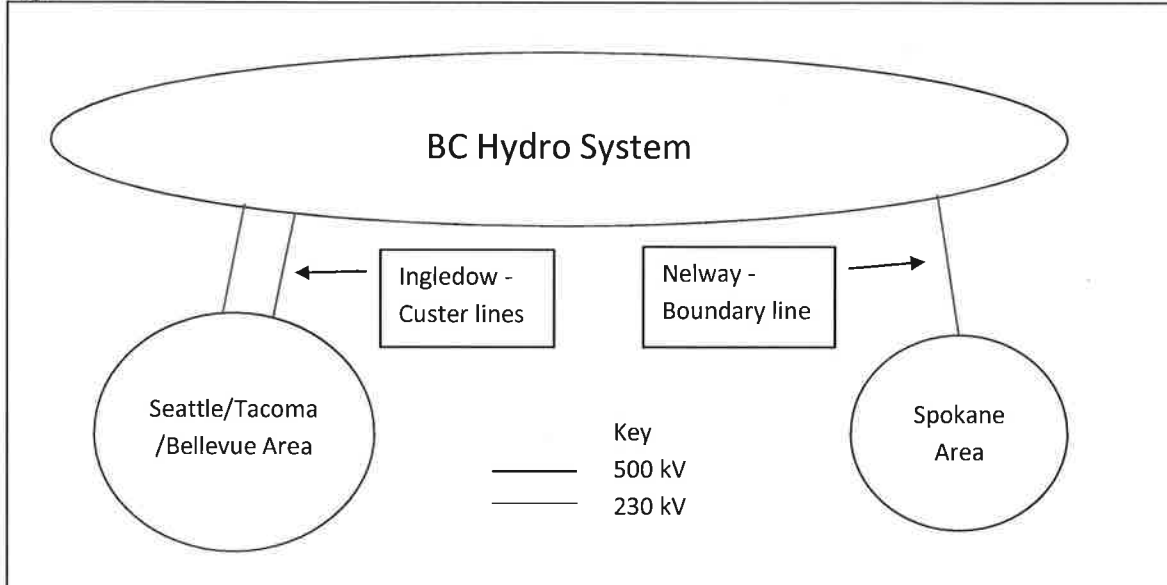 BC Hydro System
Ingledow -
Custer lines
Nelway -
Boundary line
Seattle/Tacoma
/Bellevue Area
Spokane
Area
Key
500 kV
230 kV